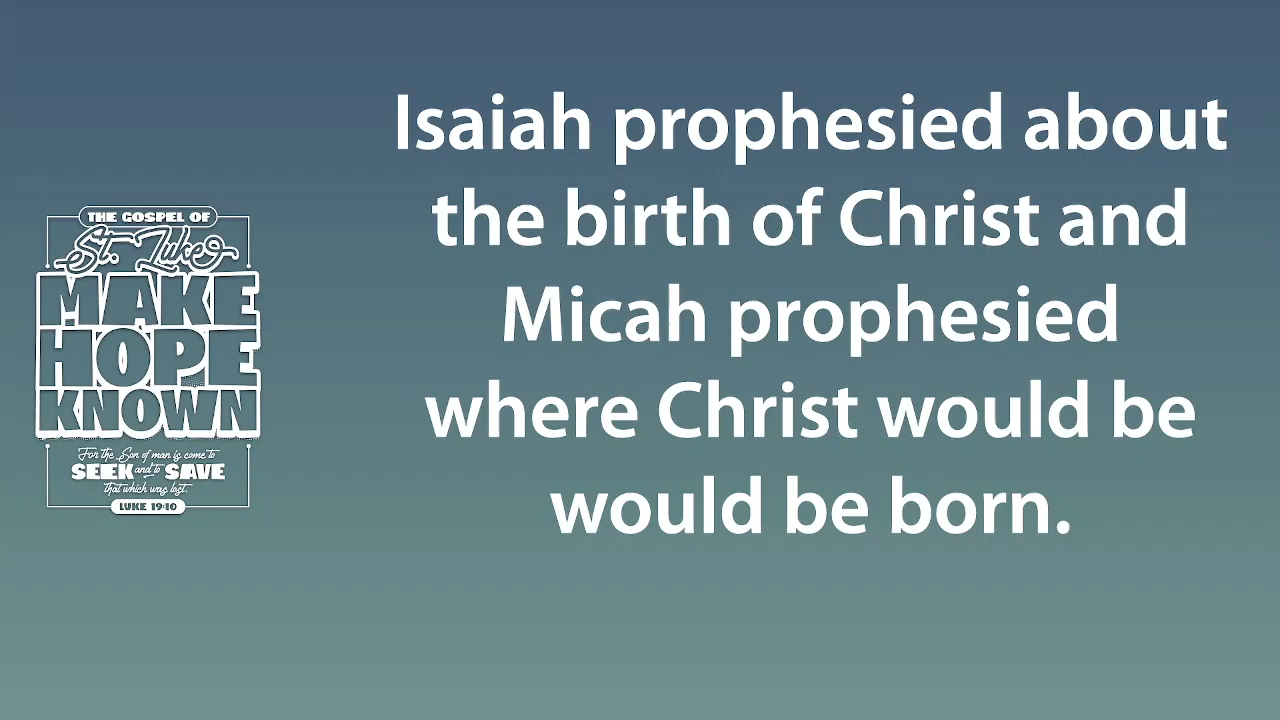 Isaiah prophesied about
the birth of Christ and
Micah prophesied
where Christ would be
would be born.
THE GOSPEL OF
St. Luke
MAKE
HOPE
KNOWN
For the Son of man is come to
SEEK and to SAVE
that which was lost.
LUKE 19:10